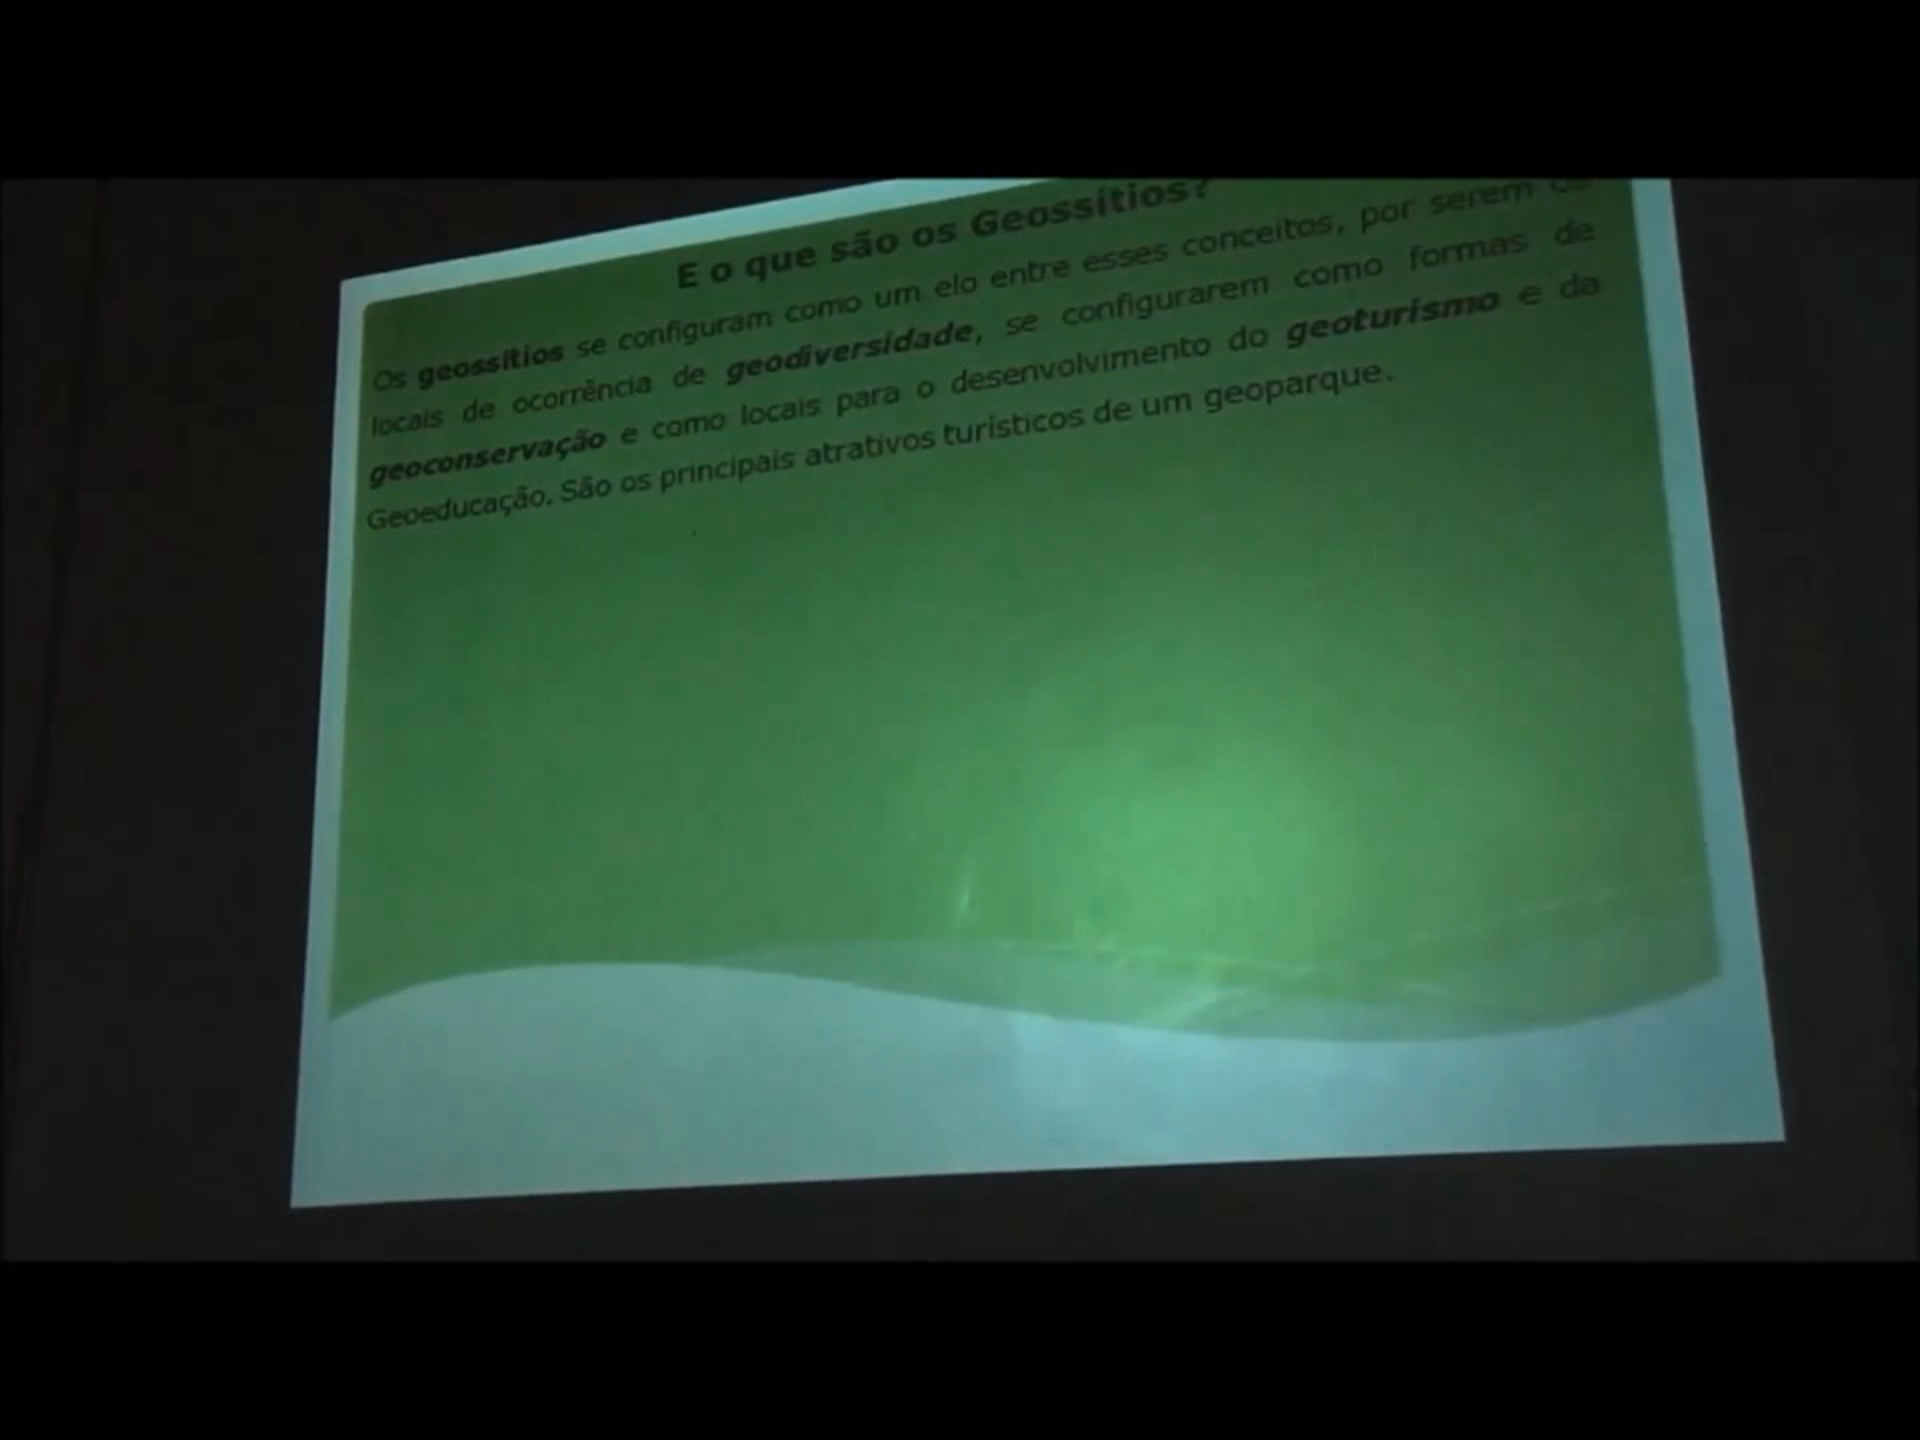 E o que são os Geossítios?
Os geossítios se configuram como um elo entre esses conceitos, por serem os
locais de ocorrência de geodiversidade, se configurarem como formas de
geoconservação e como locais para o desenvolvimento do geoturismo e da
Geoeducação. São os principais atrativos turísticos de um geoparque.